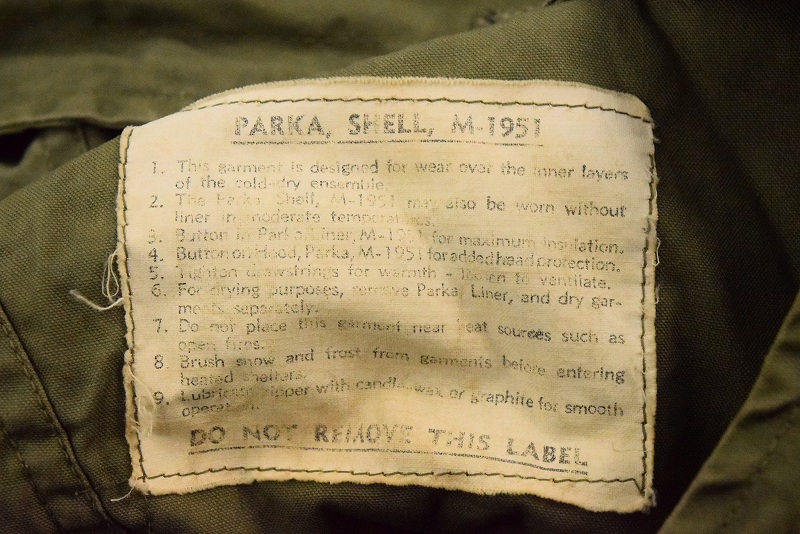 PARKA, SHELL, M-1951
1. This garment is designed for wear over the inner layers
of the cold-dry ensemble.
2. The Parka, Shell, M-1951 may also be worn without
liner in moderate temperatures.
3. Button in Parka Liner, M-1951 for maximum insulation.
4. Button on Hood, Parka, M-1951 for added head protection.
5. Tighten drawstrings for warmth - loosen to ventilate.
6. For drying purposes, remove Parka, Liner, and dry gar-
ments separately.
7. Do not place this garment near heat sources such as
open fires.
8. Brush snow and frost from garments before entering
heated shelters.
9. Lubricate zipper with candle wax or graphite for smooth
operation.
DO NOT REMOVE THIS LABEL